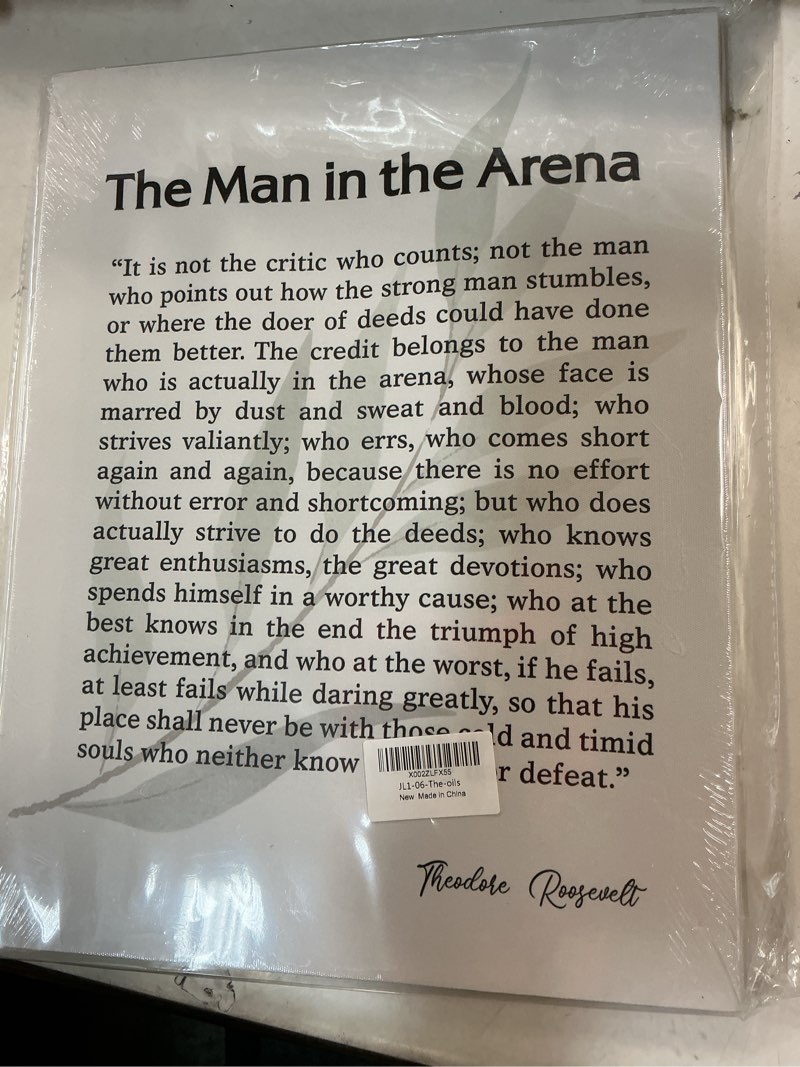 The Man in the Arena
“It is not the critic who counts; not the man
who points out how the strong man stumbles,
or where the doer of deeds could have done
them better. The credit belongs to the man
who is actually in the arena, whose face is
marred by dust and sweat and blood; who
strives valiantly; who errs, who comes short
again and again, because there is no effort
without error and shortcoming; but who does
actually strive to do the deeds; who knows
great enthusiasms, the great devotions; who
spends himself in a worthy cause; who at the
best knows in the end the triumph of high
achievement, and who at the worst, if he fails,
at least fails while daring greatly, so that his
place shall never be with those and timid
souls who neither know defeat.”
X002ZLFX55
JL1-06-The-oils
New Made in China
Theodore Roosevelt